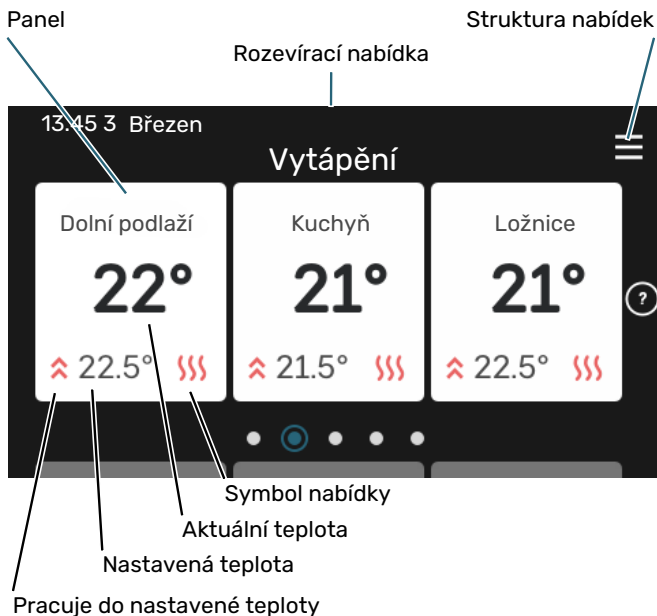 Panel
Struktura nabídek
Rozevírací nabídka
13.45 3 Březen
Vytápění
Dolní podlaží
Kuchyň
Ložnice
22°
21°
21°
?
22.5°
21.5°
22.5°
Symbol nabídky
Aktuální teplota
Nastavená teplota
Pracuje do nastavené teploty